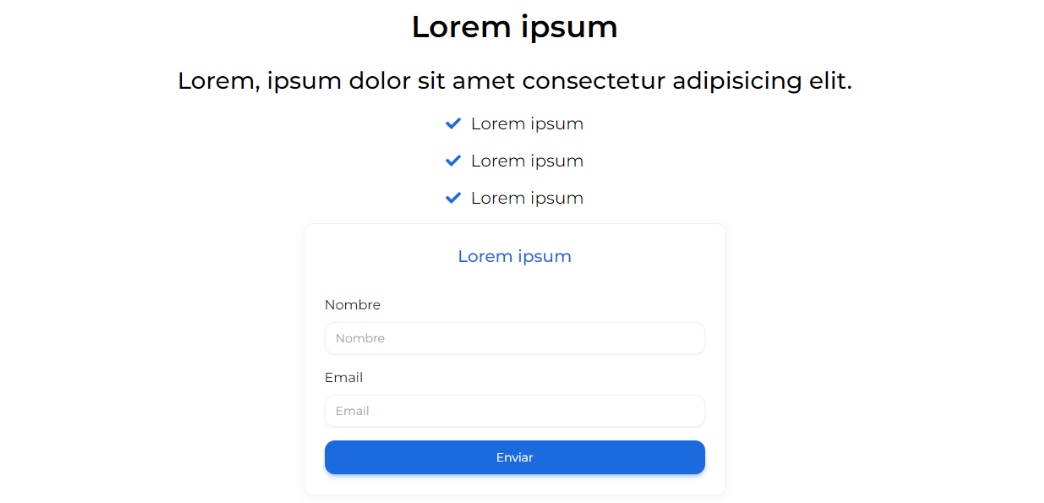 Lorem ipsum
Lorem, ipsum dolor sit amet consectetur adipisicing elit.
Lorem ipsum
Lorem ipsum
Lorem ipsum
Lorem ipsum
Nombre
Nombre
Email
Email
Enviar